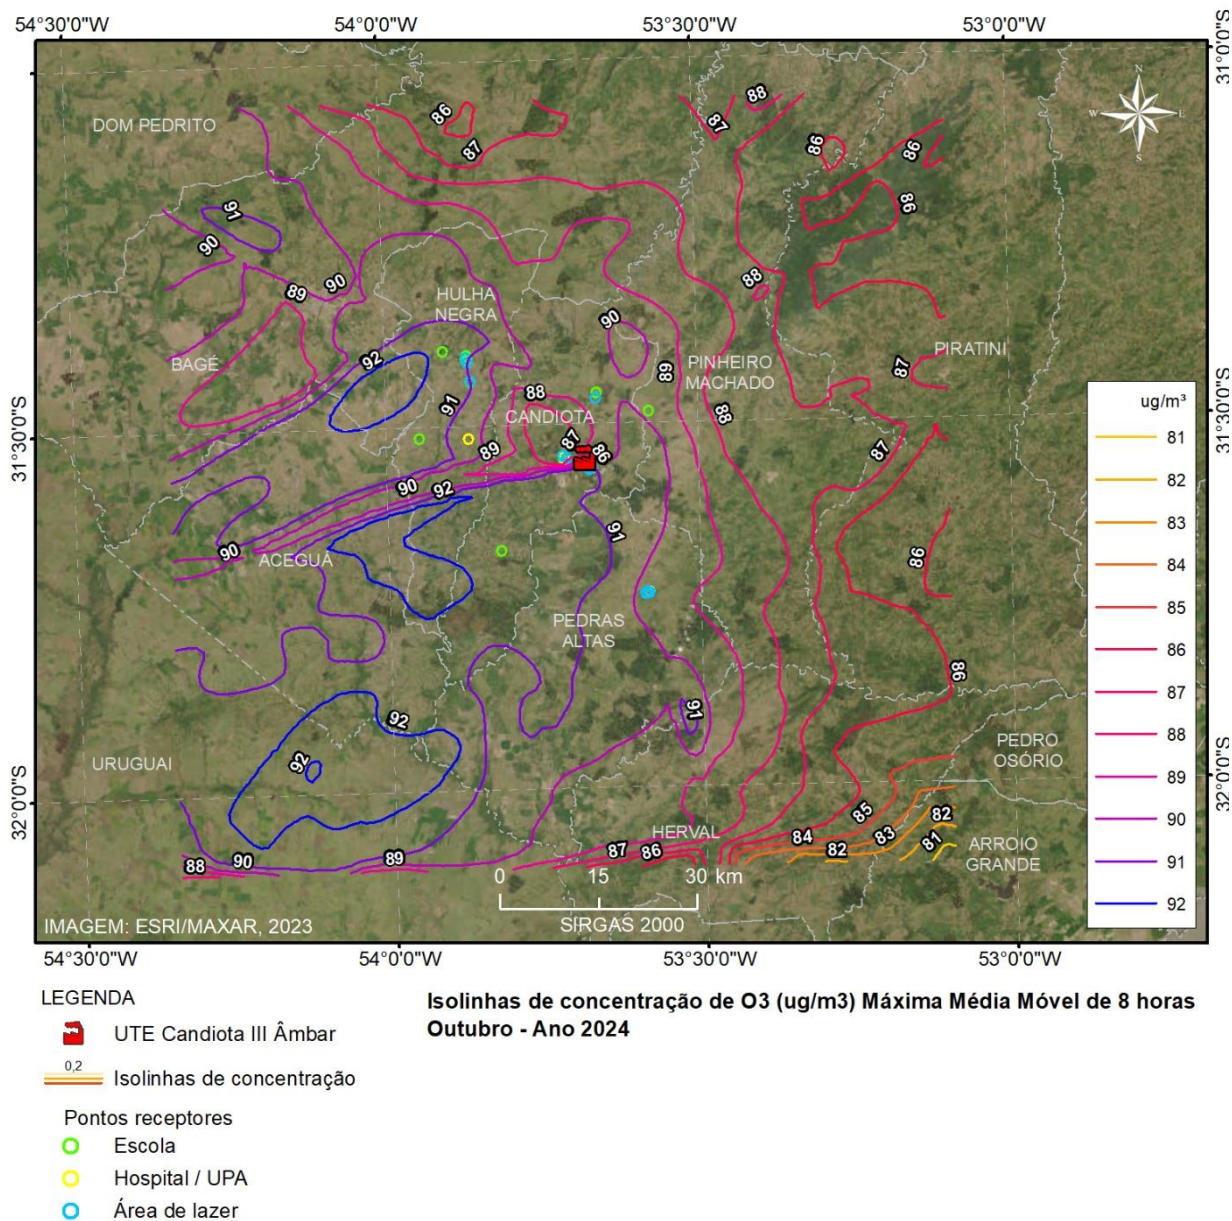 54°30'0"W 54°0'0"W 53°30'0"W 53°0'0"W
31°0'0"S
88
86
DOM PEDRITO
87
87
86
86
86
91
90
90
88
89
HULHA
NEGRA
90
92
BAGÉ
89
PINHEIRO
MACHADO
87
PIRATINI
88
91
CANDIOTA
88
87
89
86
87
31°30'0"S
31°30'0"S
90
92
91
90
ACEGUÁ
86
PEDRAS
ALTAS
86
91
92
92
URUGUAI
PEDRO
OSÓRIO
32°0'0"S
32°0'0"S
HERVAL
85
84
83
82
82
81
ARROIO
GRANDE
87
86
90
89
88
0 15 30 km
SIRGAS 2000
IMAGEM: ESRI/MAXAR, 2023
ug/m³
81
82
83
84
85
86
87
88
89
90
91
92
54°30'0"W 54°0'0"W 53°30'0"W 53°0'0"W
N
W E
S
LEGENDA
UTE Candiota III Âmbar
0,2
Isolinhas de concentração
Pontos receptores
Escola
Hospital / UPA
Área de lazer
Isolinhas de concentração de O3 (ug/m3) Máxima Média Móvel de 8 horas
Outubro - Ano 2024